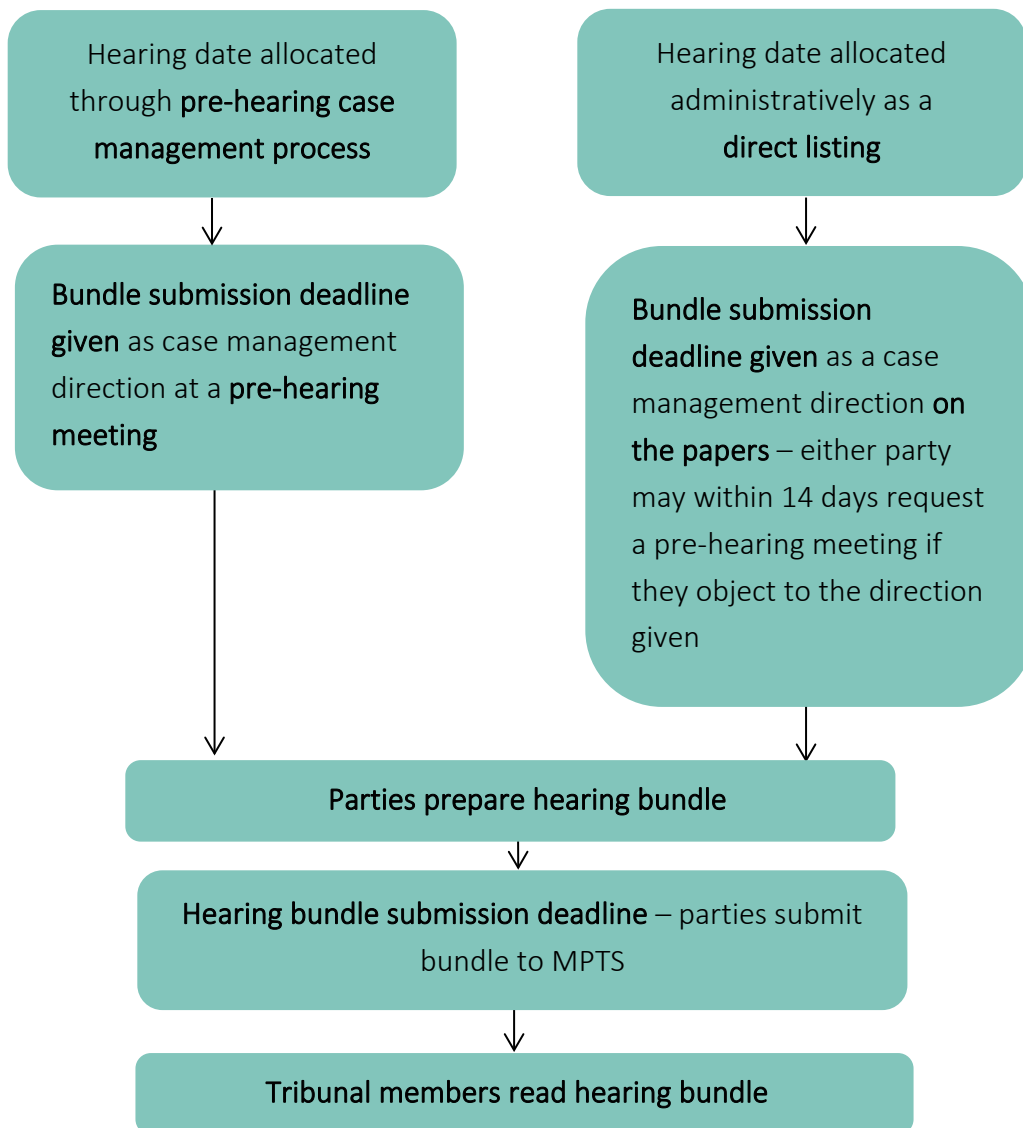 Hearing date allocated
through pre-hearing case
management process
Hearing date allocated
administratively as a
direct listing
Bundle submission deadline
given as case management
direction at a pre-hearing
meeting
Bundle submission
deadline given as a case
management direction on
the papers – either party
may within 14 days request
a pre-hearing meeting if
they object to the direction
given
Parties prepare hearing bundle
Hearing bundle submission deadline – parties submit
bundle to MPTS
Tribunal members read hearing bundle